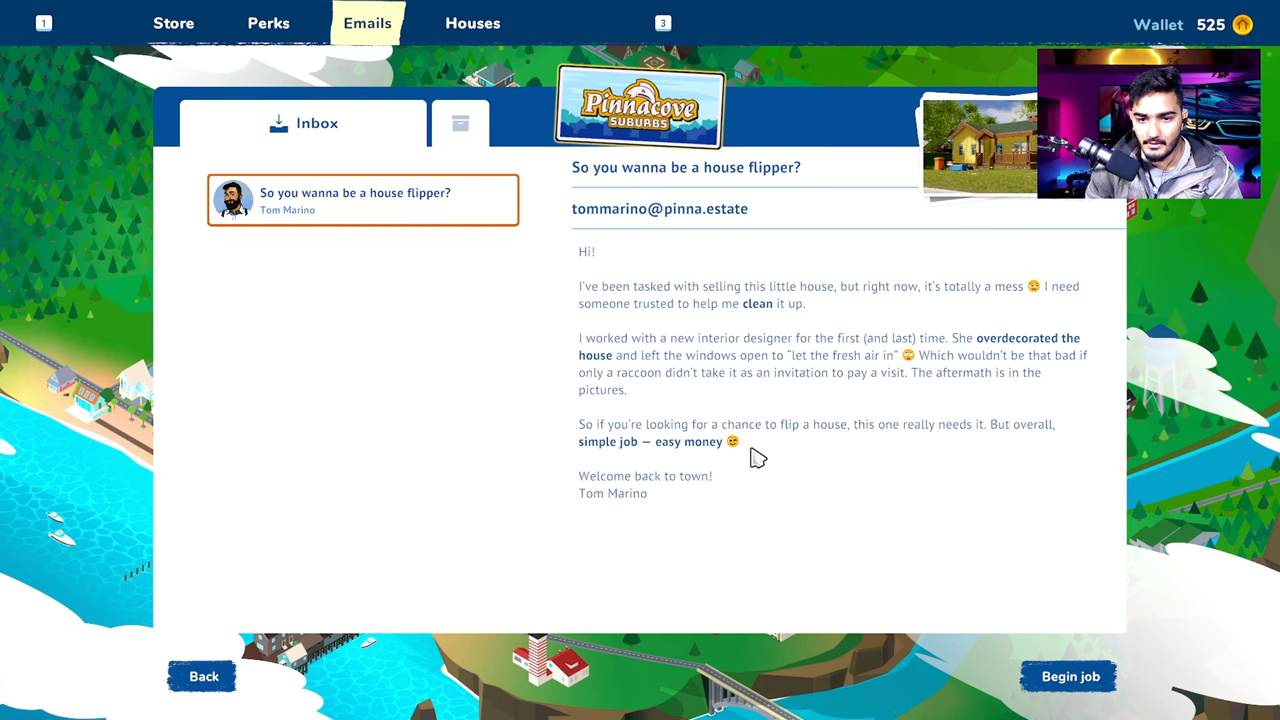 1
Store
Perks
Emails
Houses
3
Wallet 525
Inbox
Pinnacove
SUBURBS
So you wanna be a house flipper?
Tom Marino
So you wanna be a house flipper?
tommarino@pinna.estate
Hi!
I've been tasked with selling this little house, but right now, it's totally a mess 😟 I need
someone trusted to help me clean it up.
I worked with a new interior designer for the first (and last) time. She overdecorated the
house and left the windows open to “let the fresh air in” 🙄 Which wouldn't be that bad if
only a raccoon didn't take it as an invitation to pay a visit. The aftermath is in the
pictures.
So if you're looking for a chance to flip a house, this one really needs it. But overall,
simple job — easy money 😄
Welcome back to town!
Tom Marino
Back
Begin job